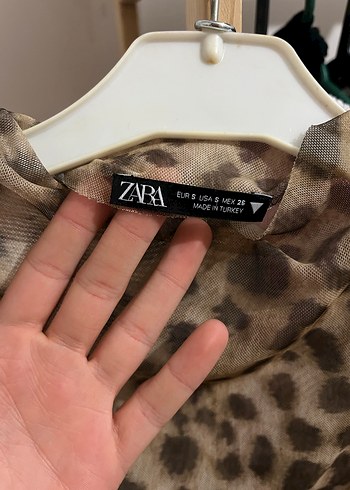 ZARA
EUR S USA S MEX 26
MADE IN TURKEY